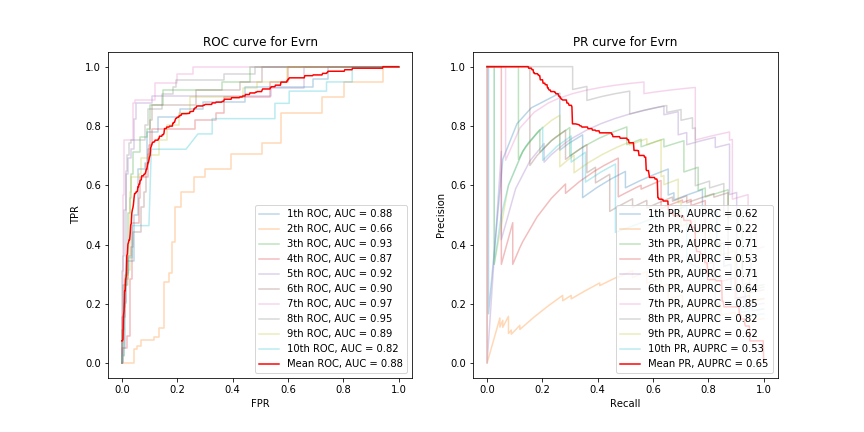 ROC curve for Evrn
TPR
1.0
0.8
0.6
0.4
0.2
0.0
0.0 0.2 0.4 0.6 0.8 1.0
FPR
1th ROC, AUC = 0.88
2th ROC, AUC = 0.66
3th ROC, AUC = 0.93
4th ROC, AUC = 0.87
5th ROC, AUC = 0.92
6th ROC, AUC = 0.90
7th ROC, AUC = 0.97
8th ROC, AUC = 0.95
9th ROC, AUC = 0.89
10th ROC, AUC = 0.82
Mean ROC, AUC = 0.88
PR curve for Evrn
Precision
1.0
0.8
0.6
0.4
0.2
0.0
0.0 0.2 0.4 0.6 0.8 1.0
Recall
1th PR, AUPRC = 0.62
2th PR, AUPRC = 0.22
3th PR, AUPRC = 0.71
4th PR, AUPRC = 0.53
5th PR, AUPRC = 0.71
6th PR, AUPRC = 0.64
7th PR, AUPRC = 0.85
8th PR, AUPRC = 0.82
9th PR, AUPRC = 0.62
10th PR, AUPRC = 0.53
Mean PR, AUPRC = 0.65